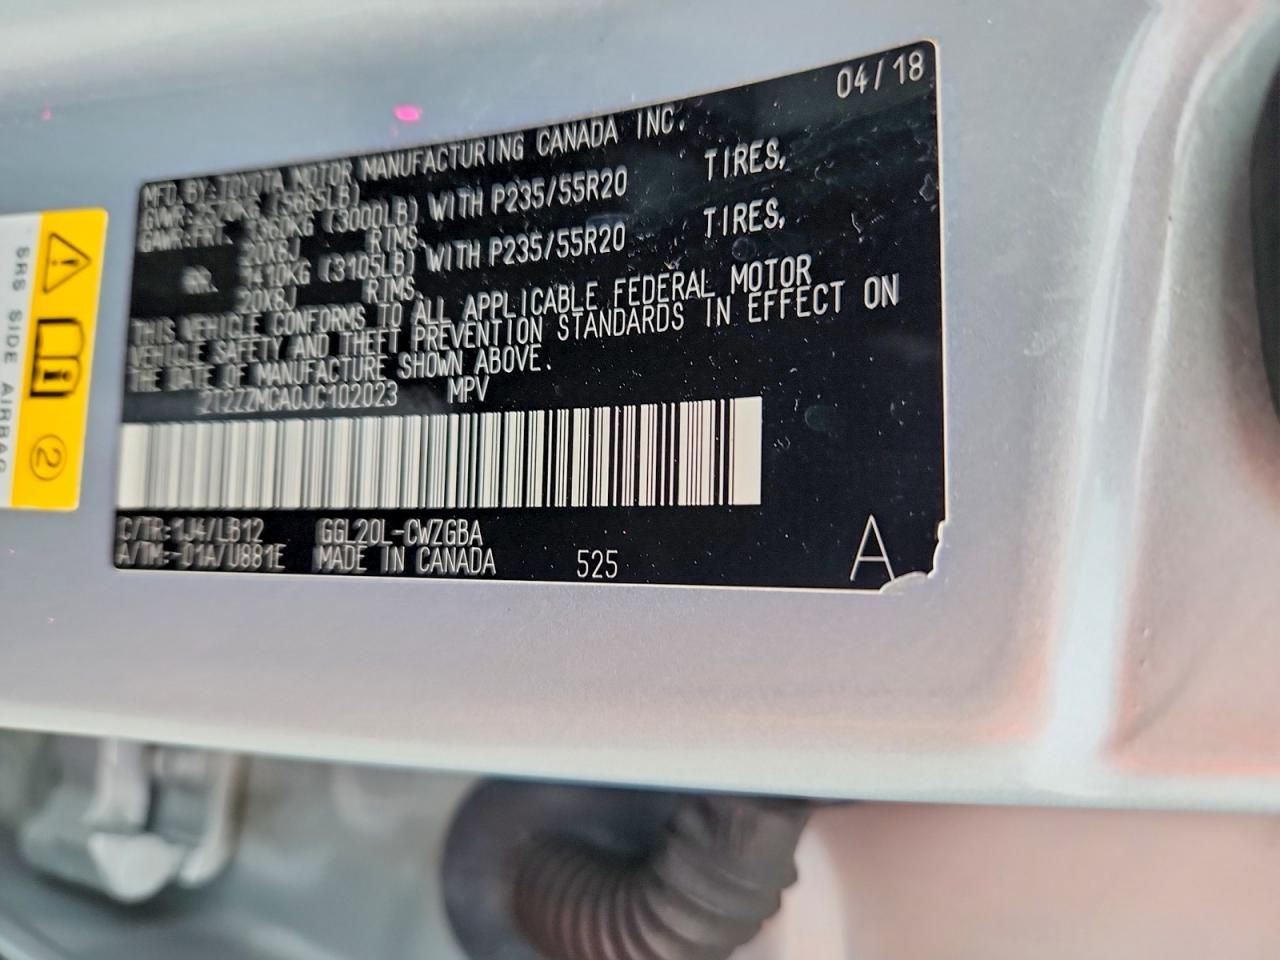 04/18
MFD. BY: TOYOTA MOTOR MANUFACTURING CANADA INC.
GVWR: 2570KG (5665LB)
GAWR:FRT. 1360KG (3000LB) WITH P235/55R20 TIRES,
20X8J RIMS
RR. 1410KG (3105LB) WITH P235/55R20 TIRES,
20X8J RIMS
THIS VEHICLE CONFORMS TO ALL APPLICABLE FEDERAL MOTOR
VEHICLE SAFETY AND THEFT PREVENTION STANDARDS IN EFFECT ON
THE DATE OF MANUFACTURE SHOWN ABOVE.
2T2ZZMCA0JC102023 MPV
C/TR:1J4/LB12 GGL20L-CWZGBA
A/TM:-01A/U881E MADE IN CANADA 525 A
SRS SIDE AIRBAG
2